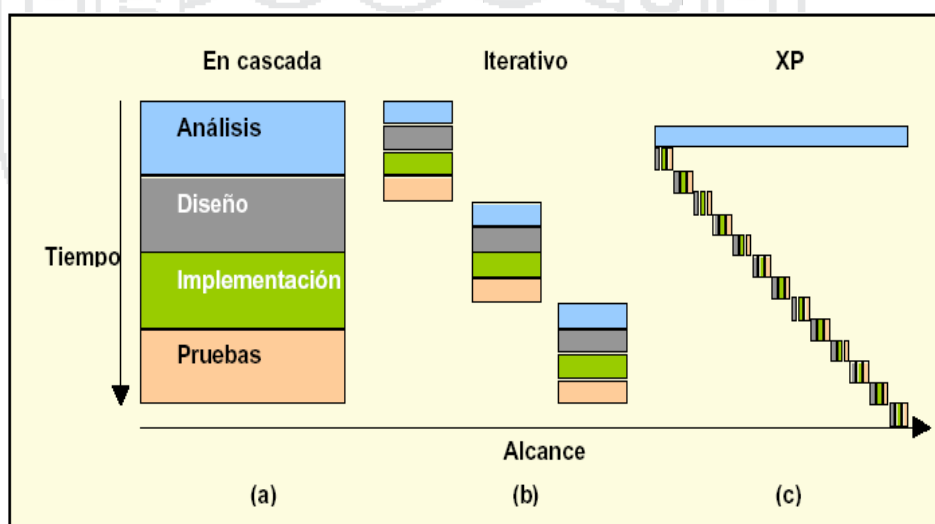 En cascada
Iterativo
XP
Análisis
Diseño
Tiempo
Implementación
Pruebas
Alcance
(a)
(b)
(c)